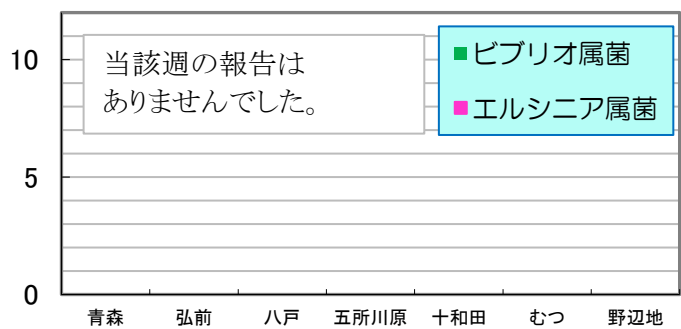 10
5
0
当該週の報告は
ありませんでした。
ビブリオ属菌
エルシニア属菌
青森 弘前 八戸 五所川原 十和田 むつ 野辺地